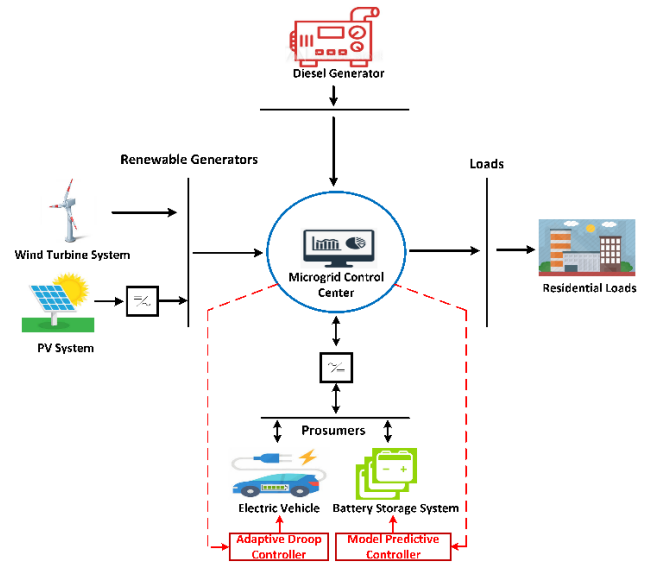 Diesel Generator
Renewable Generators
Loads
Wind Turbine System
Microgrid Control
Center
Residential Loads
PV System
Prosumers
Electric Vehicle
Battery Storage System
Adaptive Droop
Controller
Model Predictive
Controller